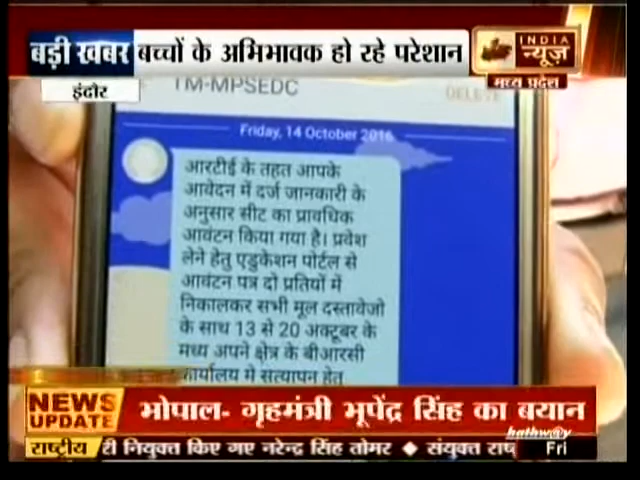 बड़ी खबर बच्चों के अभिभावक हो रहे परेशान
INDIA
न्यूज़
मध्य प्रदेश
इंदौर
TM-MPSEDC
DELETE
Friday, 14 October 2016
आरटीई के तहत आपके
आवेदन में दर्ज जानकारी के
अनुसार सीट का प्रावधिक
आवंटन किया गया है। प्रवेश
लेने हेतु एडुकेशन पोर्टल से
आवंटन पत्र दो प्रतियों में
निकालकर सभी मूल दस्तावेजो
के साथ 13 से 20 अक्टूबर के
मध्य अपने क्षेत्र के बीआरसी
कार्यालय मे सत्यापन हेतु
NEWS
UPDATE
भोपाल- गृहमंत्री भूपेंद्र सिंह का बयान
hathway
राष्ट्रीय
री नियुक्त किए गए नरेन्द्र सिंह तोमर ◆ संयुक्त राष्ट्
Fri